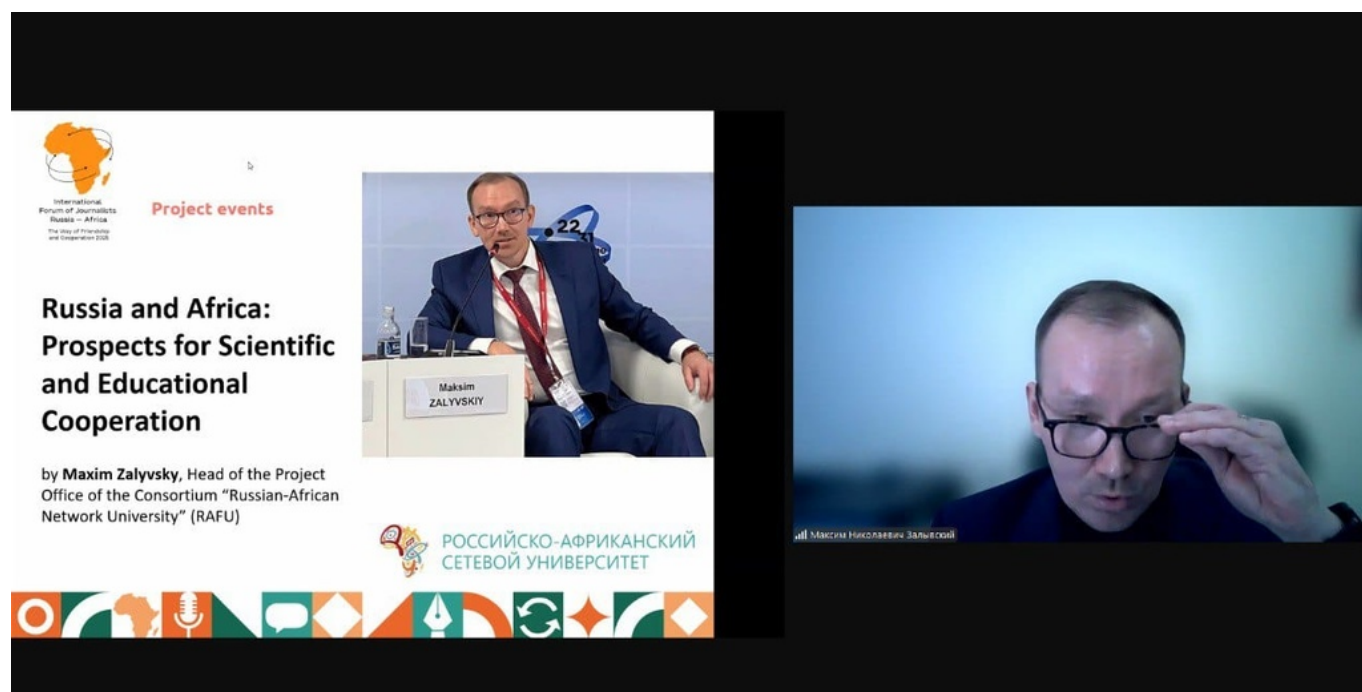 International
Forum of Journalists
Russia – Africa
The Way of Friendship
and Cooperation 2025
Project events
Russia and Africa:
Prospects for Scientific
and Educational
Cooperation
by Maxim Zalyvsky, Head of the Project
Office of the Consortium “Russian-African
Network University” (RAFU)
22
Maksim
ZALYVSKIY
РОССИЙСКО-АФРИКАНСКИЙ
СЕТЕВОЙ УНИВЕРСИТЕТ
Максим Николаевич Залывский